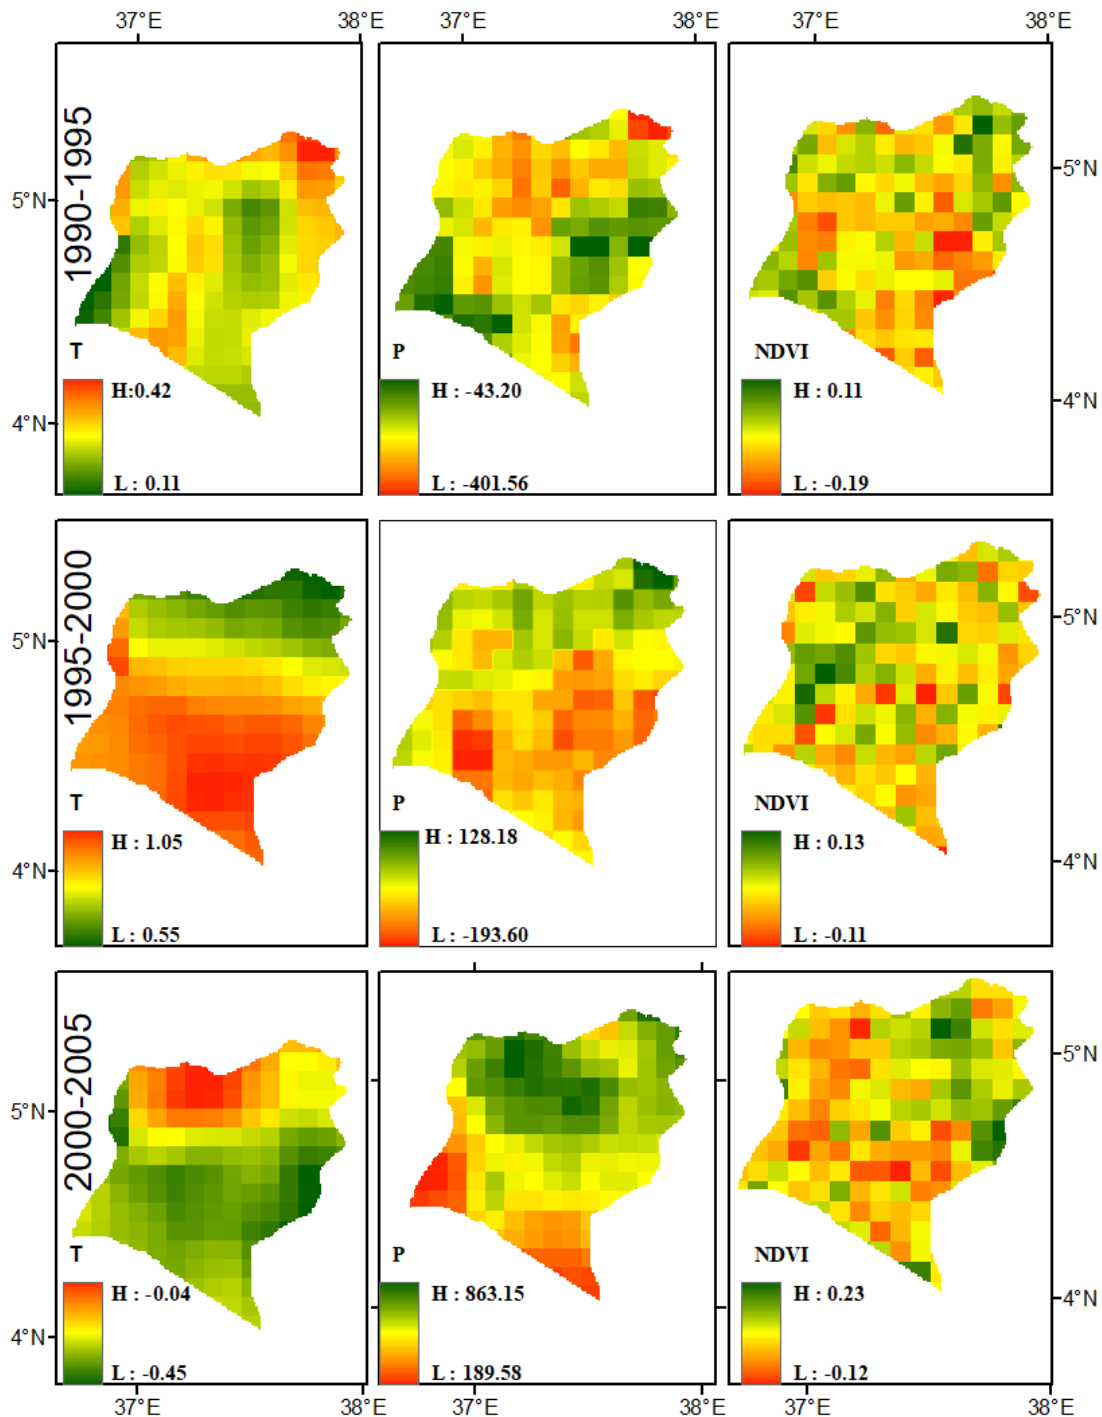 37°E 38°E 37°E 38°E 37°E 38°E
1990-1995
5°N
5°N
T
P
NDVI
H:0.42
H : -43.20
H : 0.11
4°N
4°N
L : 0.11
L : -401.56
L : -0.19
1995-2000
5°N
5°N
T
P
NDVI
H : 1.05
H : 128.18
H : 0.13
4°N
4°N
L : 0.55
L : -193.60
L : -0.11
2000-2005
5°N
5°N
T
P
NDVI
H : -0.04
H : 863.15
H : 0.23
4°N
4°N
L : -0.45
L : 189.58
L : -0.12
37°E 38°E 37°E 38°E 37°E 38°E